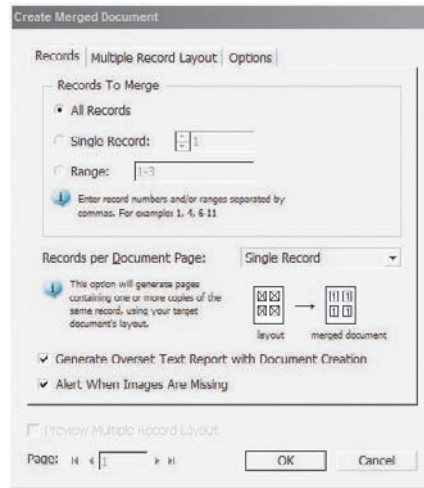 Create Merged Document
Records Multiple Record Layout Options
Records To Merge
All Records
Single Record: 1
Range: 1-3
Enter record numbers and/or ranges separated by
commas. For examples 1, 4, 6-11
Records per Document Page: Single Record
This option will generate pages
containing one or more copies of the
same record, using your target
document's layout.
layout merged document
Generate Overset Text Report with Document Creation
Alert When Images Are Missing
Preview Multiple Record Layout
Page: 1
OK Cancel